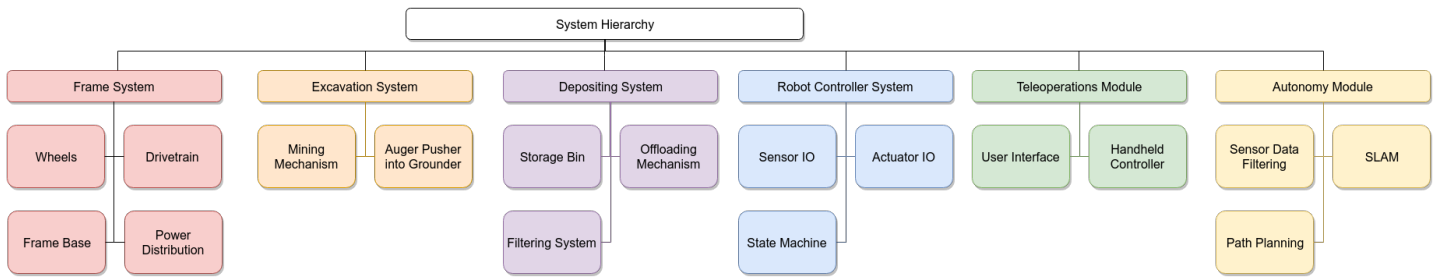 System Hierarchy
Frame System
Excavation System
Depositing System
Robot Controller System
Teleoperations Module
Autonomy Module
Wheels
Drivetrain
Mining
Mechanism
Auger Pusher
into Grounder
Storage Bin
Offloading
Mechanism
Sensor IO
Actuator IO
User Interface
Handheld
Controller
Sensor Data
Filtering
SLAM
Frame Base
Power
Distribution
Filtering System
State Machine
Path Planning